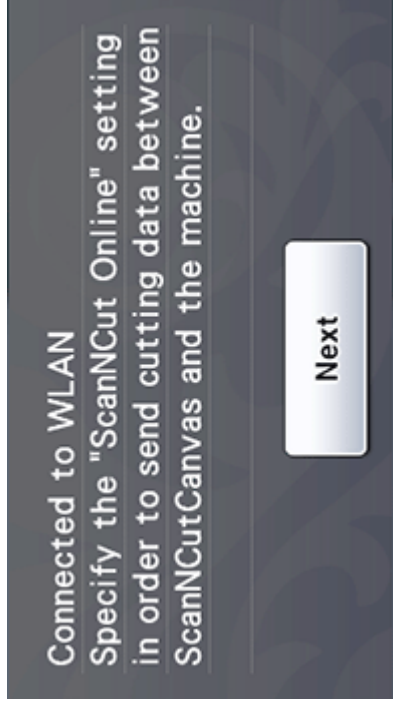 Connected to WLAN
Specify the "ScanNCut Online" setting
in order to send cutting data between
ScanNCutCanvas and the machine.
Next